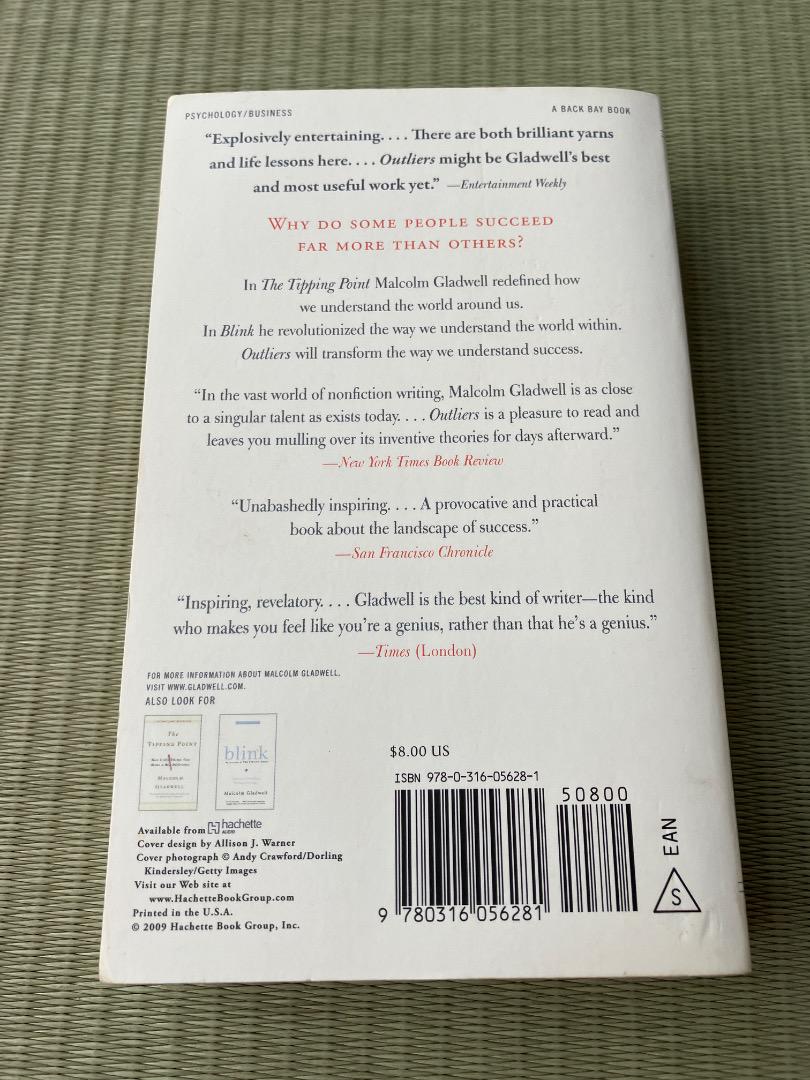 PSYCHOLOGY/BUSINESS
A BACK BAY BOOK
“Explosively entertaining. . . . There are both brilliant yarns
and life lessons here. . . . Outliers might be Gladwell’s best
and most useful work yet.” —Entertainment Weekly
WHY DO SOME PEOPLE SUCCEED
FAR MORE THAN OTHERS?
In The Tipping Point Malcolm Gladwell redefined how
we understand the world around us.
In Blink he revolutionized the way we understand the world within.
Outliers will transform the way we understand success.
“In the vast world of nonfiction writing, Malcolm Gladwell is as close
to a singular talent as exists today. . . . Outliers is a pleasure to read and
leaves you mulling over its inventive theories for days afterward.”
—New York Times Book Review
“Unabashedly inspiring. . . . A provocative and practical
book about the landscape of success.”
—San Francisco Chronicle
“Inspiring, revelatory. . . . Gladwell is the best kind of writer—the kind
who makes you feel like you’re a genius, rather than that he’s a genius.”
—Times (London)
FOR MORE INFORMATION ABOUT MALCOLM GLADWELL,
VISIT WWW.GLADWELL.COM.
ALSO LOOK FOR
The
TIPPING POINT
MALCOLM
GLADWELL
blink
Malcolm Gladwell
Available from hachette
AUDIO
Cover design by Allison J. Warner
Cover photograph © Andy Crawford/Dorling
Kindersley/Getty Images
Visit our Web site at
www.HachetteBookGroup.com
Printed in the U.S.A.
© 2009 Hachette Book Group, Inc.
$8.00 US
ISBN 978-0-316-05628-1
50800
9 780316 056281
EAN
S